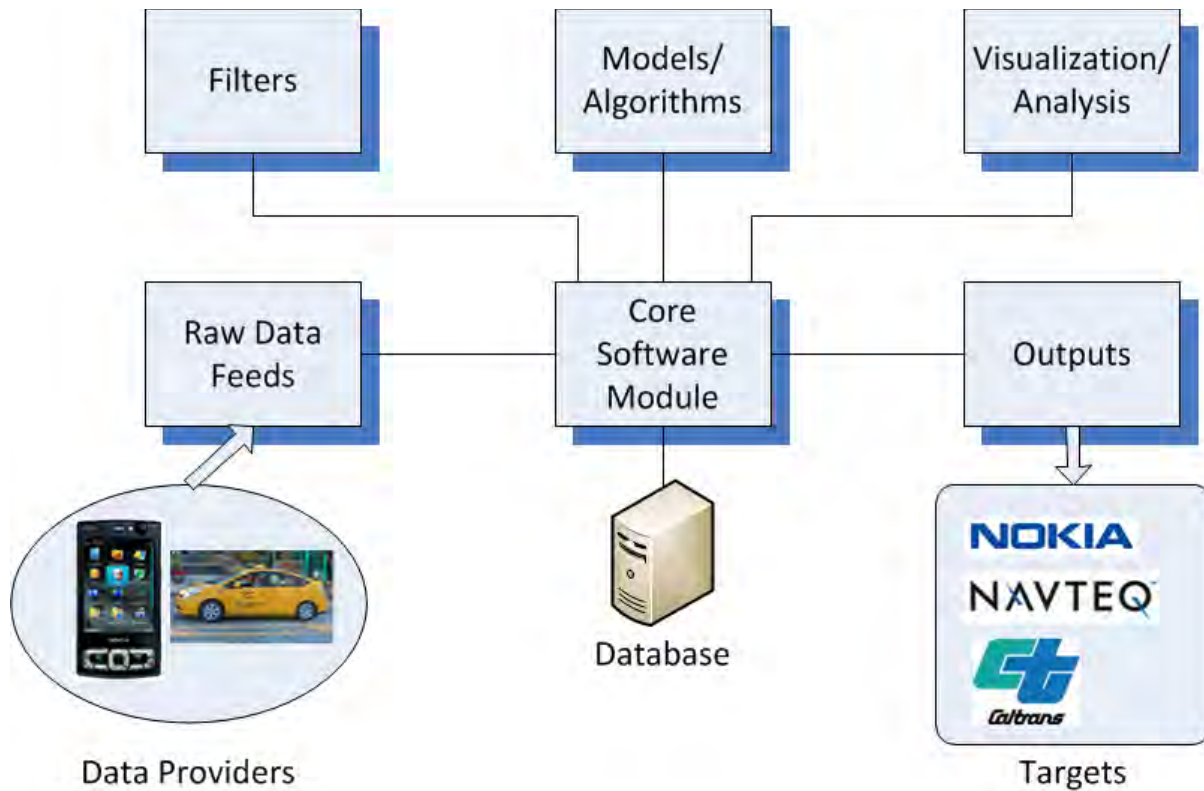 Filters
Models/
Algorithms
Visualization/
Analysis
Raw Data
Feeds
Core
Software
Module
Outputs
NOKIA
NOKIA
NAVTEQ
Database
Caltrans
Data Providers
Targets